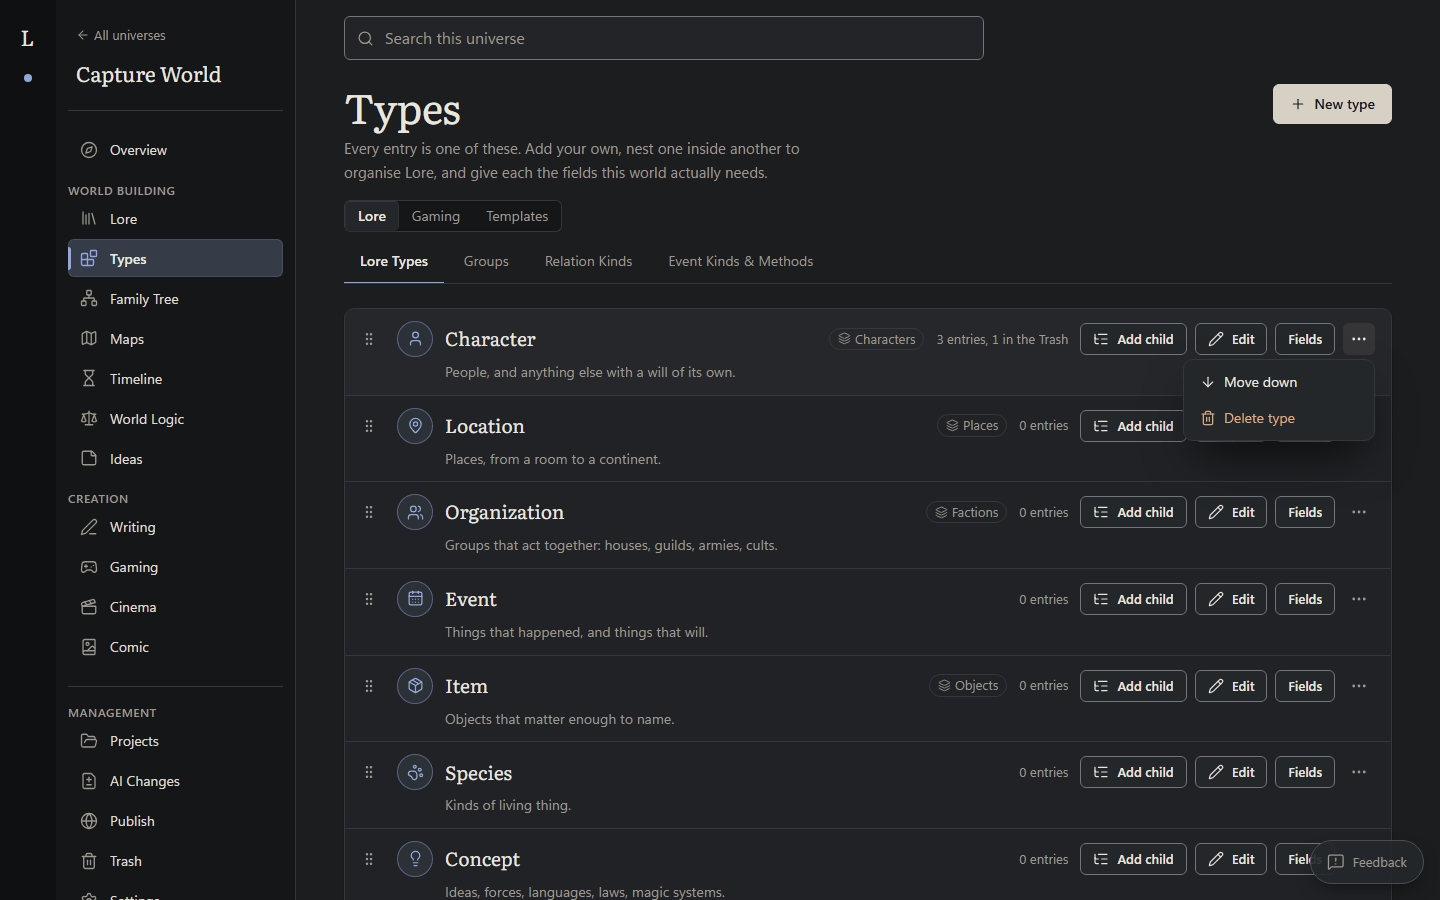 L
All universes
Capture World
Overview
WORLD BUILDING
Lore
Types
Family Tree
Maps
Timeline
World Logic
Ideas
CREATION
Writing
Gaming
Cinema
Comic
MANAGEMENT
Projects
AI Changes
Publish
Trash
Settings
Search this universe
Types
New type
Every entry is one of these. Add your own, nest one inside another to
organise Lore, and give each the fields this world actually needs.
Lore Gaming Templates
Lore Types Groups Relation Kinds Event Kinds & Methods
Character Characters 3 entries, 1 in the Trash Add child Edit Fields
People, and anything else with a will of its own.
Move down
Delete type
Location Places 0 entries Add child
Places, from a room to a continent.
Organization Factions 0 entries Add child Edit Fields
Groups that act together: houses, guilds, armies, cults.
Event 0 entries Add child Edit Fields
Things that happened, and things that will.
Item Objects 0 entries Add child Edit Fields
Objects that matter enough to name.
Species 0 entries Add child Edit Fields
Kinds of living thing.
Concept 0 entries Add child Edit
Ideas, forces, languages, laws, magic systems.
Feedback